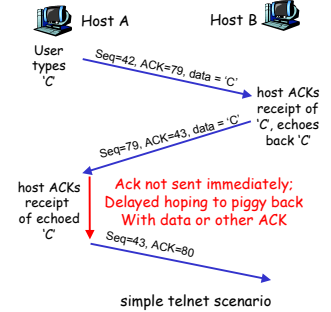 Host A
Host B
User
types
'C'
Seq=42, ACK=79, data = 'C'
host ACKs
receipt of
'C', echoes
back 'C'
Seq=79, ACK=43, data = 'C'
host ACKs
receipt
of echoed
'C'
Ack not sent immediately;
Delayed hoping to piggy back
With data or other ACK
Seq=43, ACK=80
simple telnet scenario